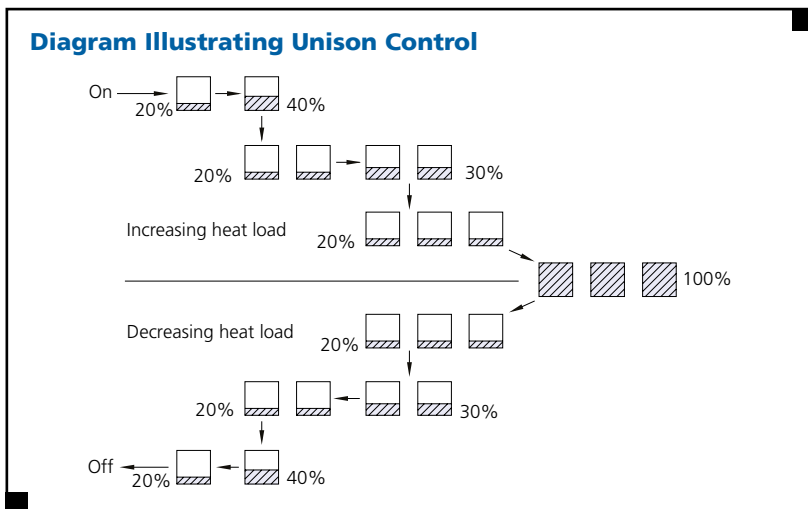 Diagram Illustrating Unison Control
On
20%
40%
20%
30%
Increasing heat load
20%
100%
Decreasing heat load
20%
20%
30%
Off
20%
40%